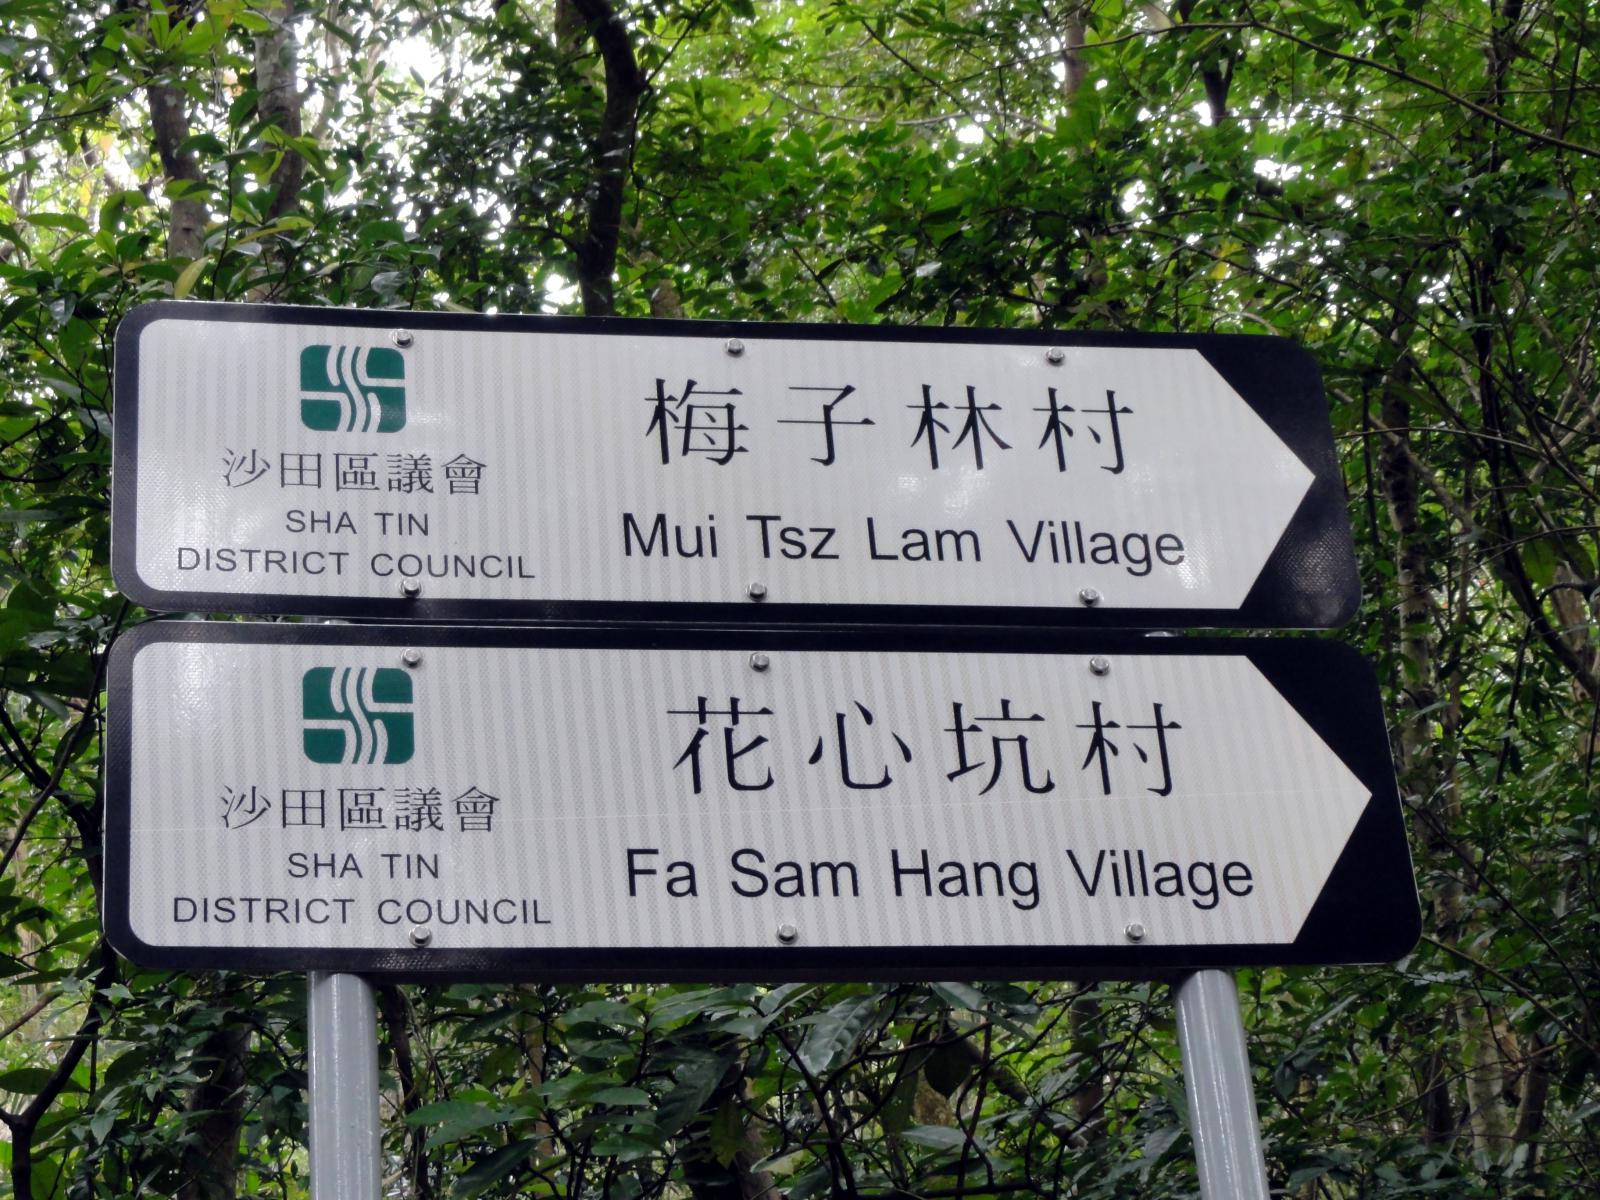 沙田區議會
SHA TIN
DISTRICT COUNCIL
梅子林村
Mui Tsz Lam Village
沙田區議會
SHA TIN
DISTRICT COUNCIL
花心坑村
Fa Sam Hang Village